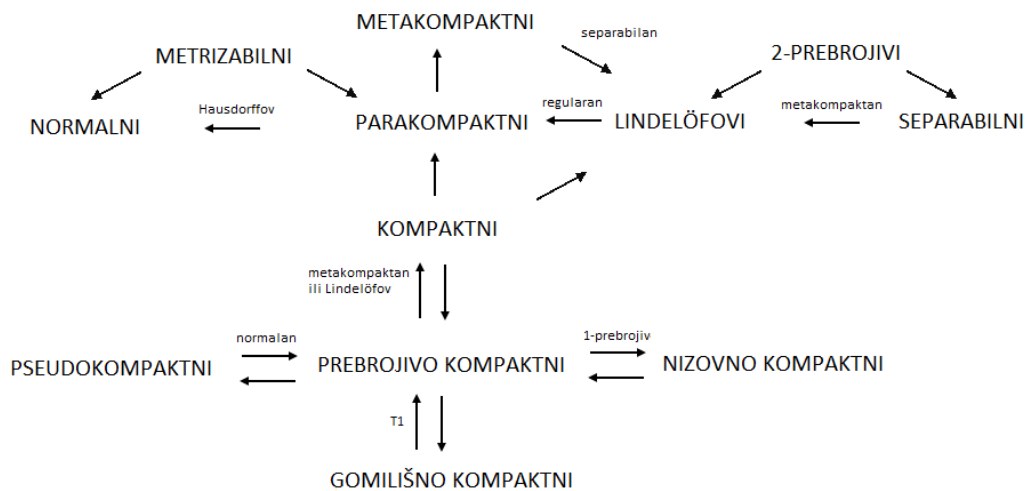 METAKOMPAKTNI
separabilan
METRIZABILNI
2-PREBROJIVI
Hausdorffov
regularan
metakompaktan
NORMALNI
PARAKOMPAKTNI
LINDELÖFOVI
SEPARABILNI
KOMPAKTNI
metakompaktan
ili Lindelöfov
normalan
1-prebrojiv
PSEUDOKOMPAKTNI
PREBROJIVO KOMPAKTNI
NIZOVNO KOMPAKTNI
T1
GOMILIŠNO KOMPAKTNI